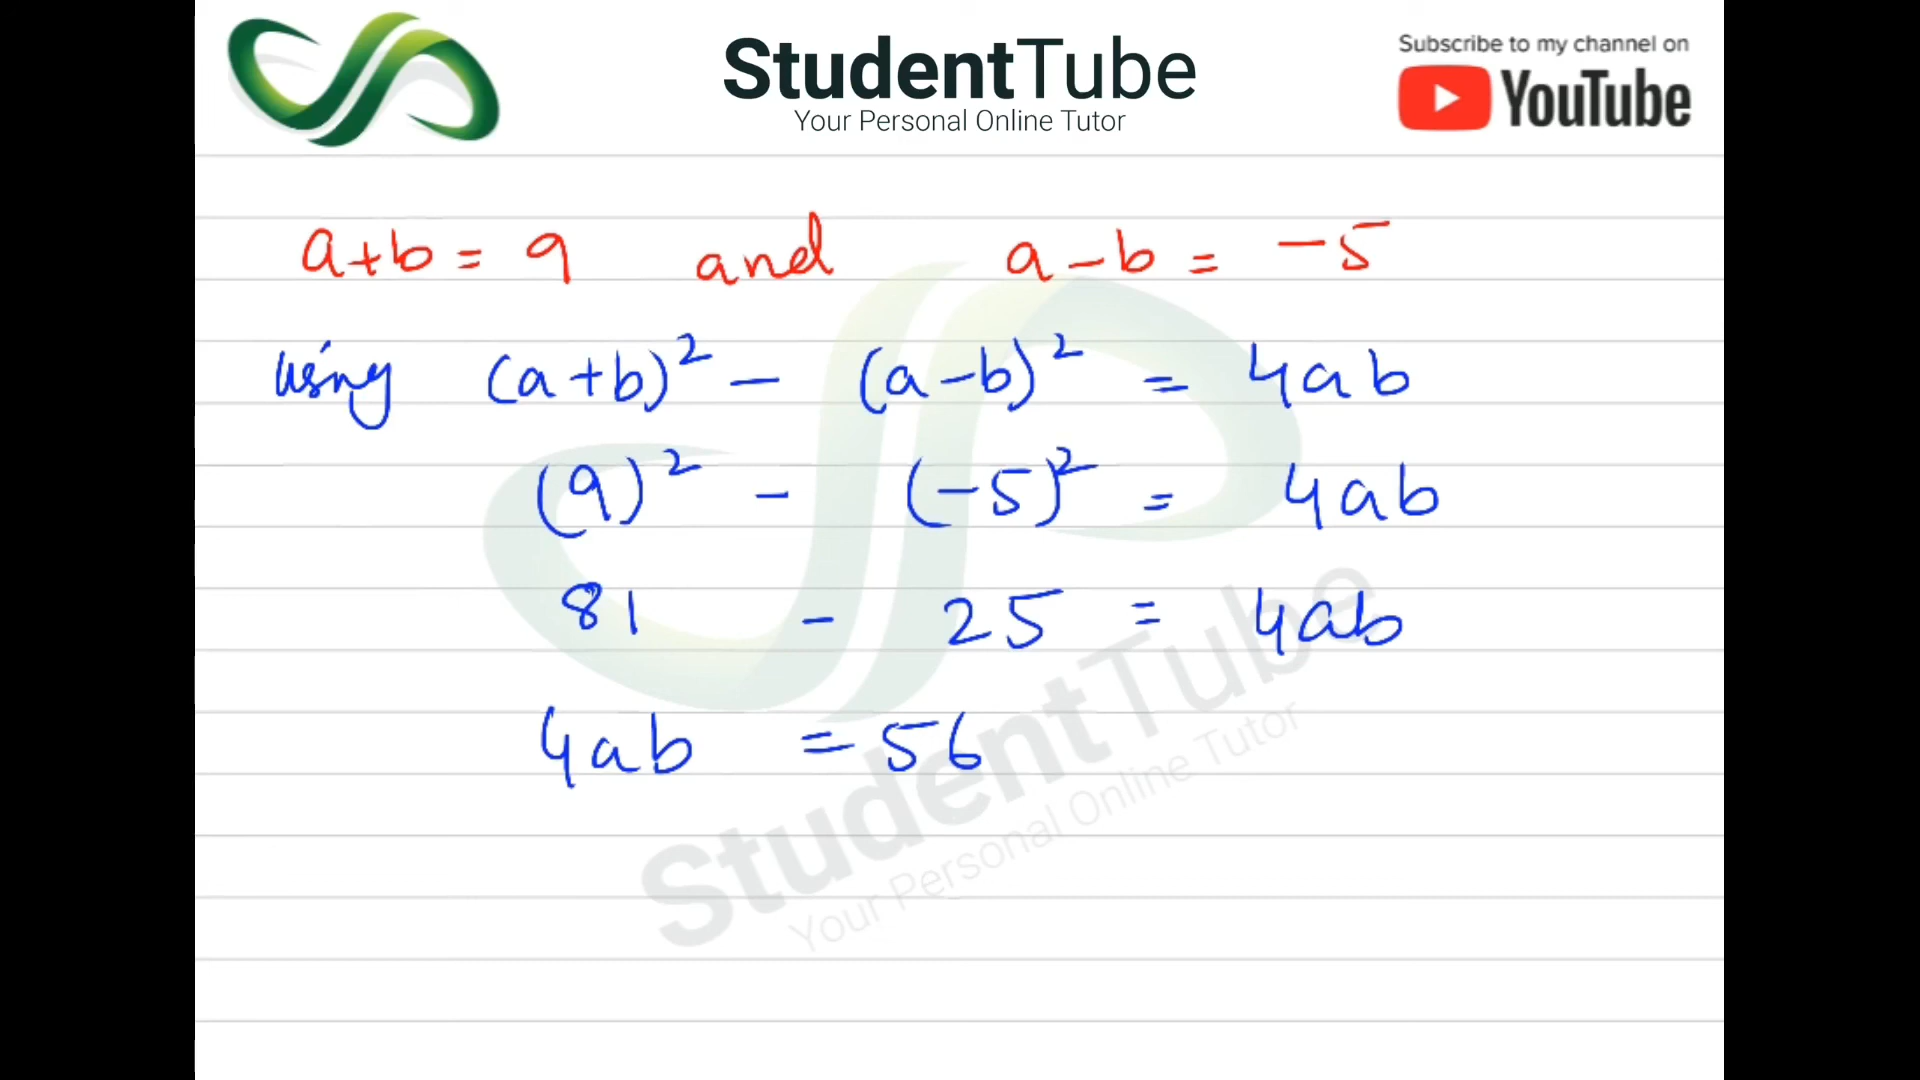 StudentTube
Your Personal Online Tutor
Subscribe to my channel on
YouTube
a+b = 9 and a-b = -5
using (a+b)² - (a-b)² = 4ab
(9)² - (-5)² = 4ab
81 - 25 = 4ab
4ab = 56
StudentTube
Your Personal Online Tutor